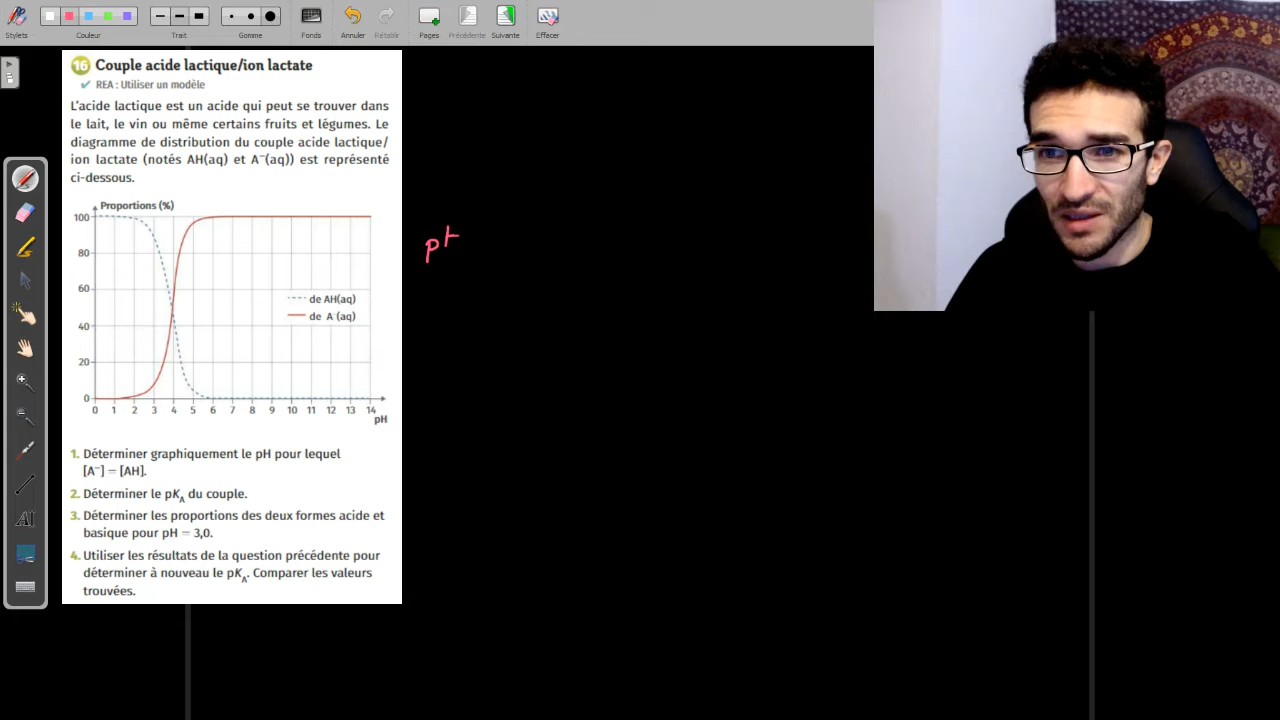 Stylets
Couleur
Trait
Gomme
Fonds
Annuler
Rétablir
Pages
Précédente
Suivante
Effacer
16 Couple acide lactique/ion lactate
✔ REA : Utiliser un modèle
L'acide lactique est un acide qui peut se trouver dans
le lait, le vin ou même certains fruits et légumes. Le
diagramme de distribution du couple acide lactique/
ion lactate (notés AH(aq) et A⁻(aq)) est représenté
ci-dessous.
Proportions (%)
100
80
60
40
20
0
de AH(aq)
de A (aq)
0 1 2 3 4 5 6 7 8 9 10 11 12 13 14
pH
1. Déterminer graphiquement le pH pour lequel
[A⁻] = [AH].
2. Déterminer le pKA du couple.
3. Déterminer les proportions des deux formes acide et
basique pour pH = 3,0.
4. Utiliser les résultats de la question précédente pour
déterminer à nouveau le pKA. Comparer les valeurs
trouvées.
AI